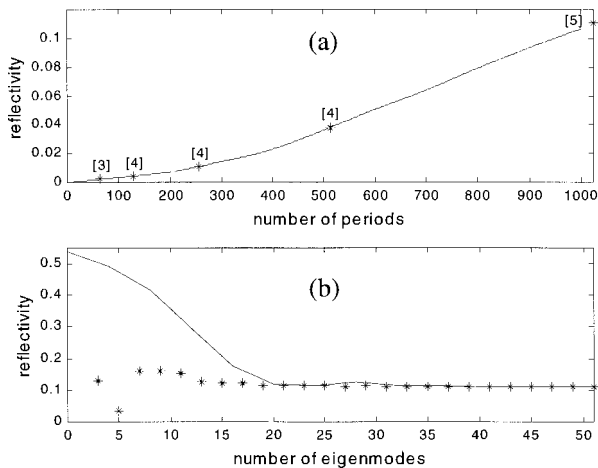 (a)
reflectivity
0.1
0.08
0.06
0.04
0.02
0
[3]
[4]
[4]
[4]
[5]
0 100 200 300 400 500 600 700 800 900 1000
number of periods
(b)
reflectivity
0.5
0.4
0.3
0.2
0.1
0
0 5 10 15 20 25 30 35 40 45 50
number of eigenmodes